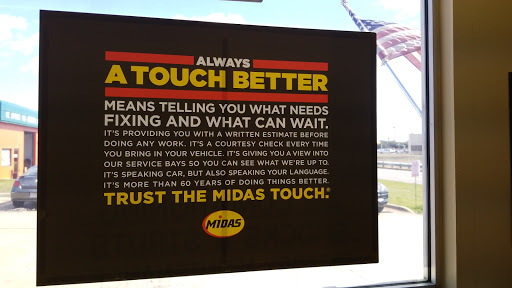 ALWAYS
A TOUCH BETTER
MEANS TELLING YOU WHAT NEEDS
FIXING AND WHAT CAN WAIT.
IT'S PROVIDING YOU WITH A WRITTEN ESTIMATE BEFORE
DOING ANY WORK. IT'S A COURTESY CHECK EVERY TIME
YOU BRING IN YOUR VEHICLE. IT'S GIVING YOU A VIEW INTO
OUR SERVICE BAYS SO YOU CAN SEE WHAT WE'RE UP TO.
IT'S SPEAKING CAR, BUT ALSO SPEAKING YOUR LANGUAGE.
IT'S MORE THAN 60 YEARS OF DOING THINGS BETTER.
TRUST THE MIDAS TOUCH.®
MIDAS